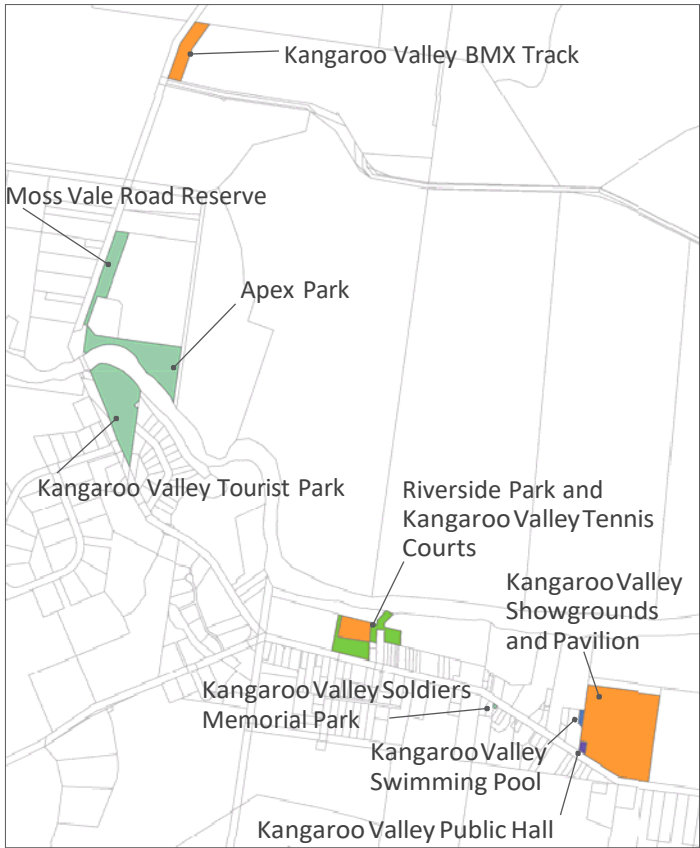 Kangaroo Valley BMX Track
Moss Vale Road Reserve
Apex Park
Kangaroo Valley Tourist Park
Riverside Park and
Kangaroo Valley Tennis
Courts
Kangaroo Valley
Showgrounds
and Pavilion
Kangaroo Valley Soldiers
Memorial Park
Kangaroo Valley
Swimming Pool
Kangaroo Valley Public Hall